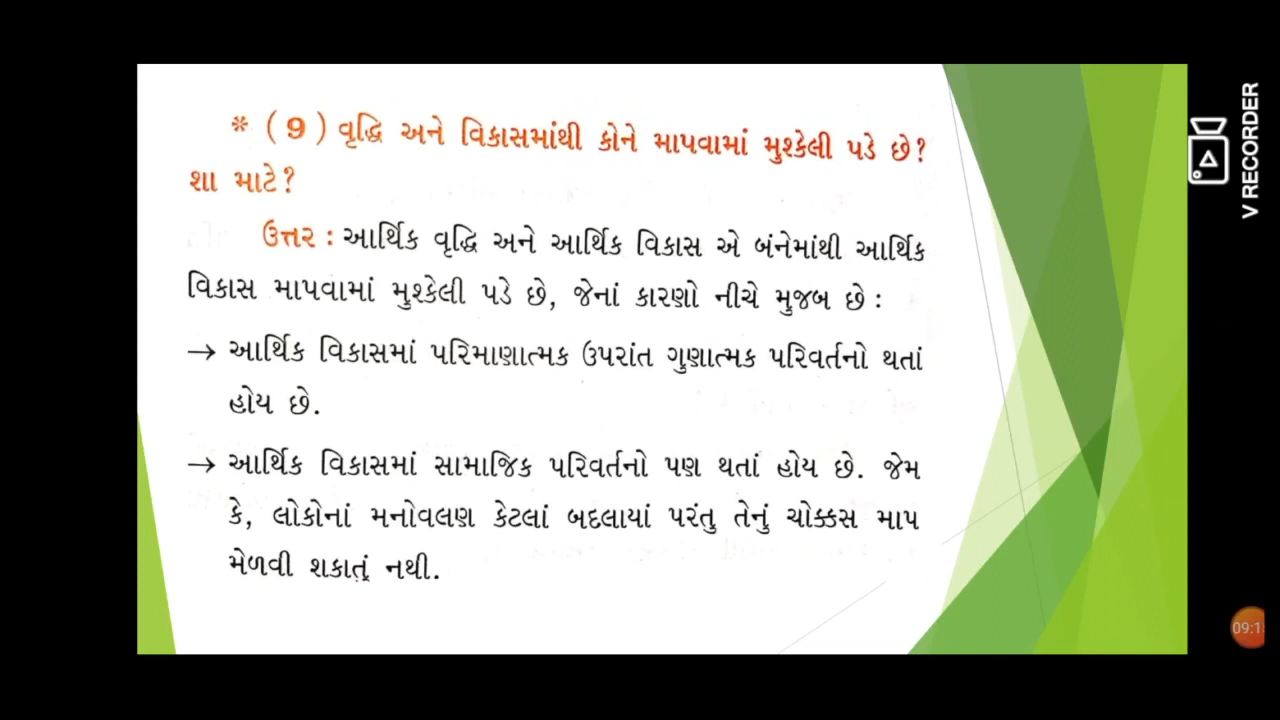 * (9) વૃદ્ધિ અને વિકાસમાંથી કોને માપવામાં મુશ્કેલી પડે છે?
શા માટે?
ઉત્તર : આર્થિક વૃદ્ધિ અને આર્થિક વિકાસ એ બંનેમાંથી આર્થિક
વિકાસ માપવામાં મુશ્કેલી પડે છે, જેનાં કારણો નીચે મુજબ છે :
→ આર્થિક વિકાસમાં પરિમાણાત્મક ઉપરાંત ગુણાત્મક પરિવર્તનો થતાં
હોય છે.
→ આર્થિક વિકાસમાં સામાજિક પરિવર્તનો પણ થતાં હોય છે. જેમ
કે, લોકોનાં મનોવલણ કેટલાં બદલાયાં પરંતુ તેનું ચોક્કસ માપ
મેળવી શકાતું નથી.
V RECORDER